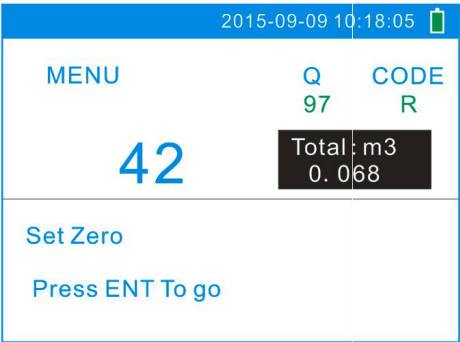 2015-09-09 10:18:05
MENU Q CODE
97 R
42 Total:m3
0.068
Set Zero
Press ENT To go